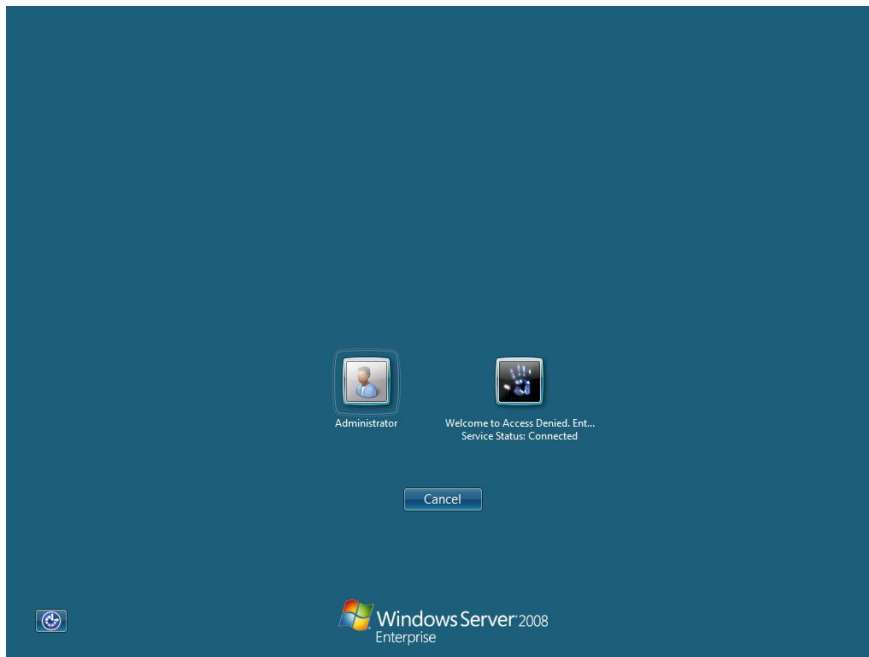 Administrator
Welcome to Access Denied. Ent...
Service Status: Connected
Cancel
Windows Server 2008
Enterprise